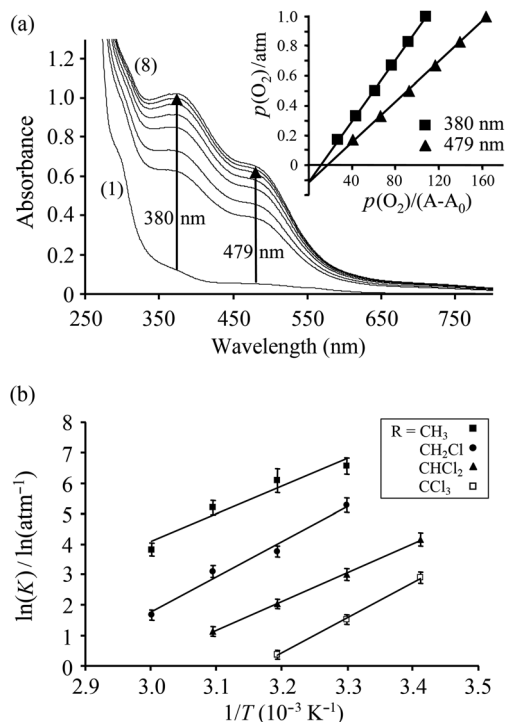 (a)
Absorbance
1.2
1.0
0.8
0.6
0.4
0.2
0
(8)
(1)
380 nm
479 nm
250 350 450 550 650 750
Wavelength (nm)
p(O₂)/atm
1.0
0.8
0.6
0.4
0.2
0
0 40 80 120 160
■ 380 nm
▲ 479 nm
p(O₂)/(A-A₀)
(b)
ln(K) / ln(atm⁻¹)
8
7
6
5
4
3
2
1
0
R = CH₃ ■
CH₂Cl ●
CHCl₂ ▲
CCl₃ □
2.9 3.0 3.1 3.2 3.3 3.4 3.5
1/T (10⁻³ K⁻¹)